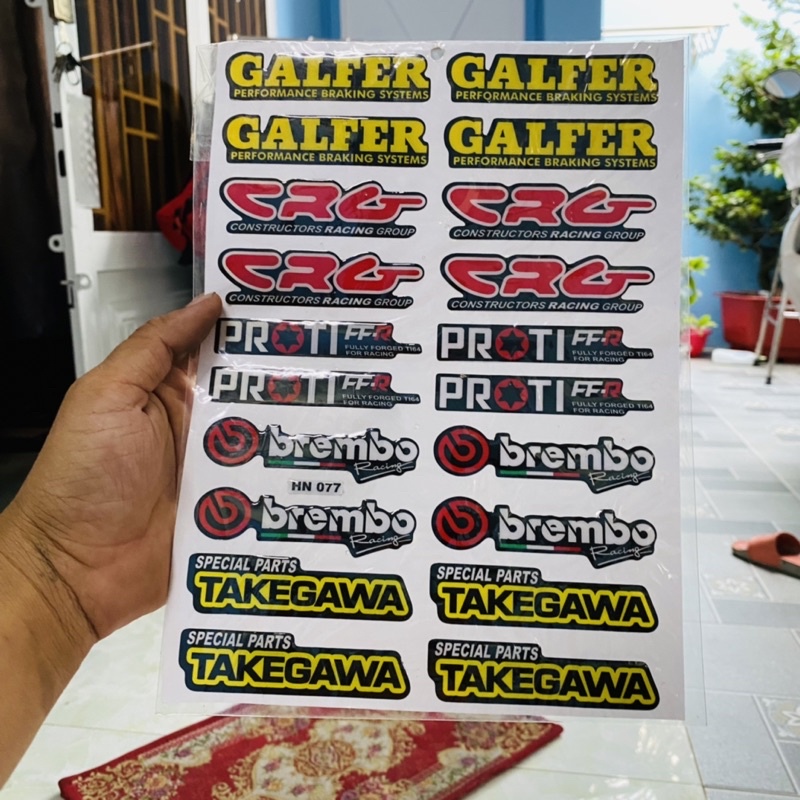 GALFER GALFER
PERFORMANCE BRAKING SYSTEMS PERFORMANCE BRAKING SYSTEMS
GALFER GALFER
PERFORMANCE BRAKING SYSTEMS PERFORMANCE BRAKING SYSTEMS
CRG CRG
CONSTRUCTORS RACING GROUP CONSTRUCTORS RACING GROUP
CRG CRG
CONSTRUCTORS RACING GROUP CONSTRUCTORS RACING GROUP
PROTI FF-R PROTI FF-R
FULLY FORGED TI64 FULLY FORGED TI64
FOR RACING FOR RACING
PROTI FF-R PROTI FF-R
FULLY FORGED TI64 FULLY FORGED TI64
FOR RACING FOR RACING
brembo brembo
Racing Racing
HN 077
brembo brembo
Racing Racing
SPECIAL PARTS SPECIAL PARTS
TAKEGAWA TAKEGAWA
SPECIAL PARTS SPECIAL PARTS
TAKEGAWA TAKEGAWA